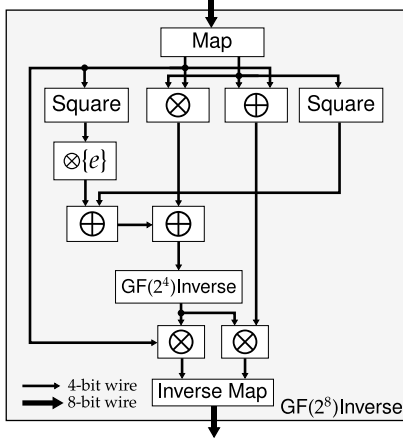 Map
Square ⊗ ⊕ Square
⊗{e}
⊕ ⊕
GF(2⁴)Inverse
⊗ ⊗
4-bit wire
8-bit wire
Inverse Map
GF(2⁸)Inverse